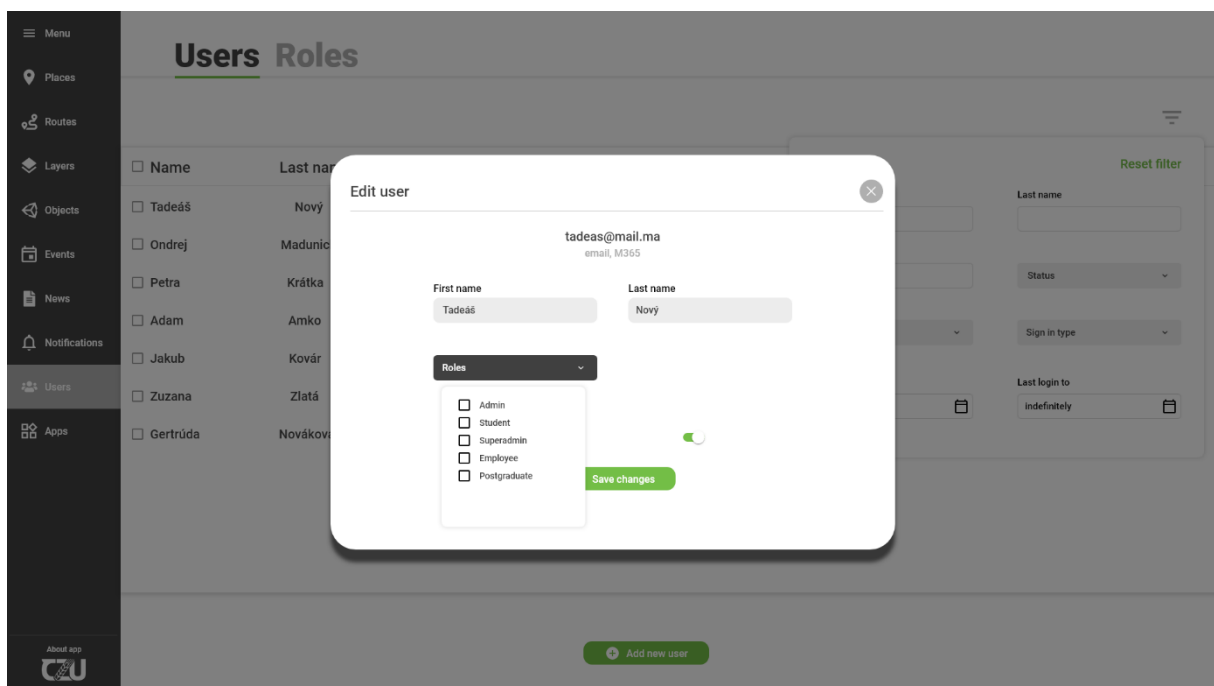 Menu
Places
Routes
Layers
Objects
Events
News
Notifications
Users
Apps
About app
CZU
Users Roles
Reset filter
Name Last nam
Tadeáš Nový
Ondrej Madunic
Petra Krátka
Adam Amko
Jakub Kovár
Zuzana Zlatá
Gertrúda Novákova
Last name
Status
Sign in type
Last login to
indefinitely
Edit user
tadeas@mail.ma
email, M365
First name Last name
Tadeáš Nový
Roles
Admin
Student
Superadmin
Employee
Postgraduate
Save changes
Add new user